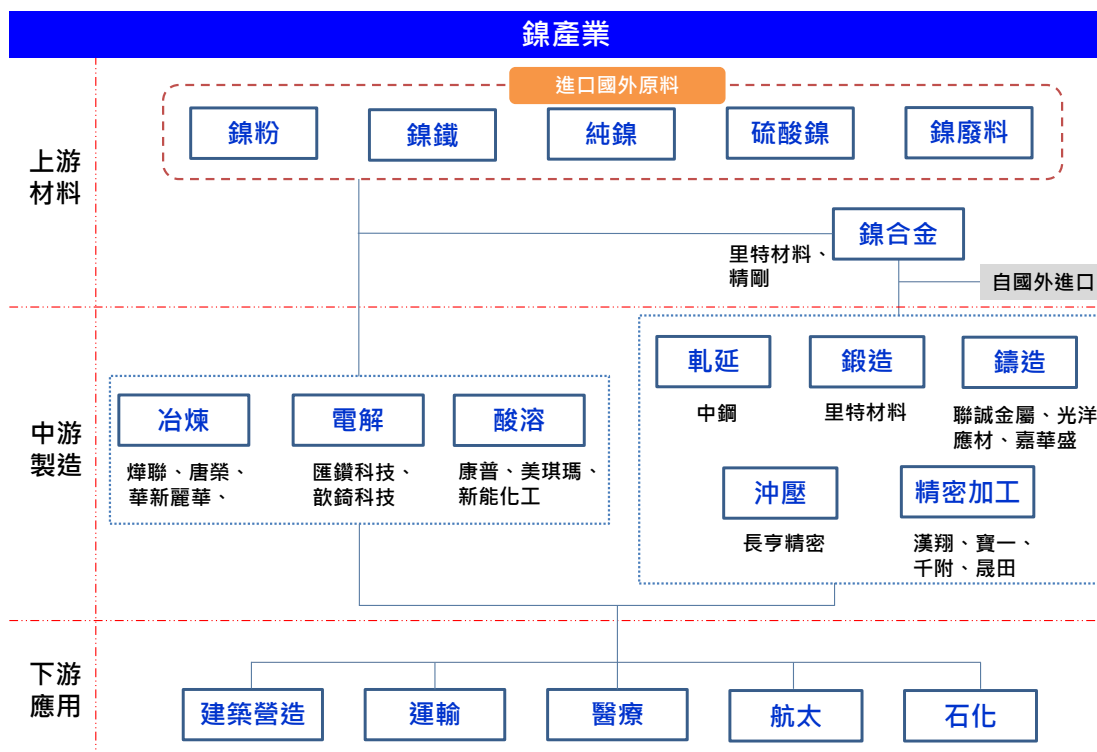 鎳產業
進口國外原料
鎳粉
鎳鐵
純鎳
硫酸鎳
鎳廢料
上游
材料
鎳合金
里特材料、
精剛
自國外進口
中游
製造
冶煉
燁聯、唐榮、
華新麗華、
電解
匯鑽科技、
歆錡科技
酸溶
康普、美琪瑪、
新能化工
軋延
中鋼
鍛造
里特材料
鑄造
聯誠金屬、光洋
應材、嘉華盛
沖壓
長亨精密
精密加工
漢翔、寶一、
千附、晟田
下游
應用
建築營造
運輸
醫療
航太
石化